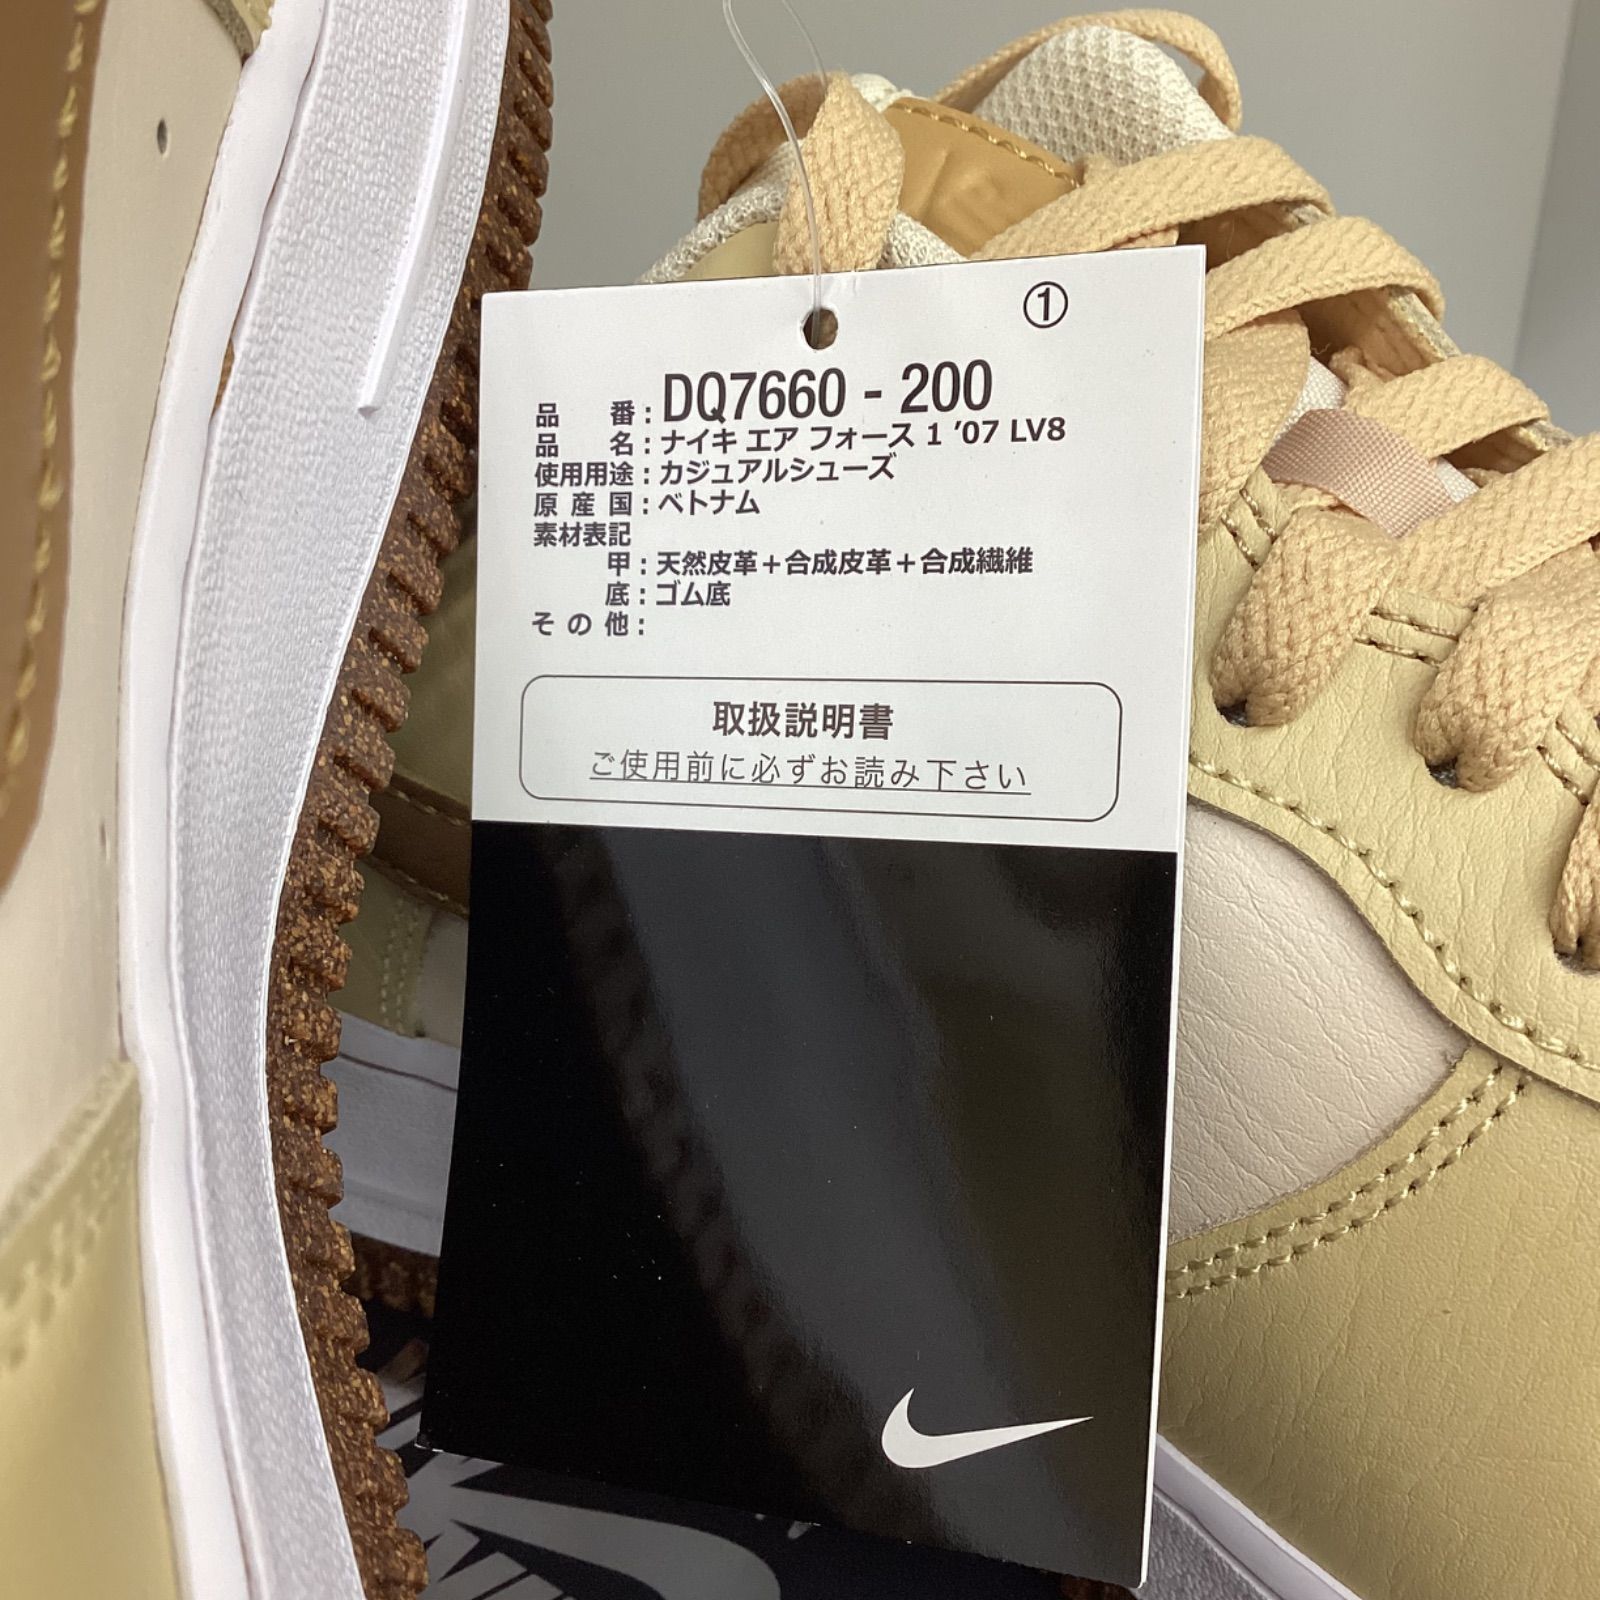 ①
品番：DQ7660 - 200
品名：ナイキ エア フォース 1 ’07 LV8
使用用途：カジュアルシューズ
原産国：ベトナム
素材表記
甲：天然皮革＋合成皮革＋合成繊維
底：ゴム底
その他：
取扱説明書
ご使用前に必ずお読み下さい